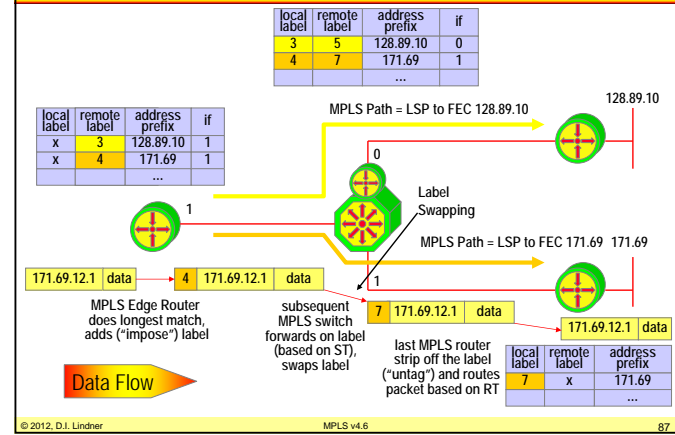 local remote address if
label label prefix
3 5 128.89.10 0
4 7 171.69 1
...
MPLS Path = LSP to FEC 128.89.10
128.89.10
local remote address if
label label prefix
x 3 128.89.10 1
x 4 171.69 1
...
0
1
Label
Swapping
MPLS Path = LSP to FEC 171.69
171.69
1
171.69.12.1 data
4 171.69.12.1 data
7 171.69.12.1 data
171.69.12.1 data
MPLS Edge Router
does longest match,
adds ("impose") label
subsequent
MPLS switch
forwards on label
(based on ST),
swaps label
last MPLS router
strip off the label
("untag") and routes
packet based on RT
local remote address
label label prefix
7 x 171.69
...
Data Flow
© 2012, D.I. Lindner
MPLS v4.6
87